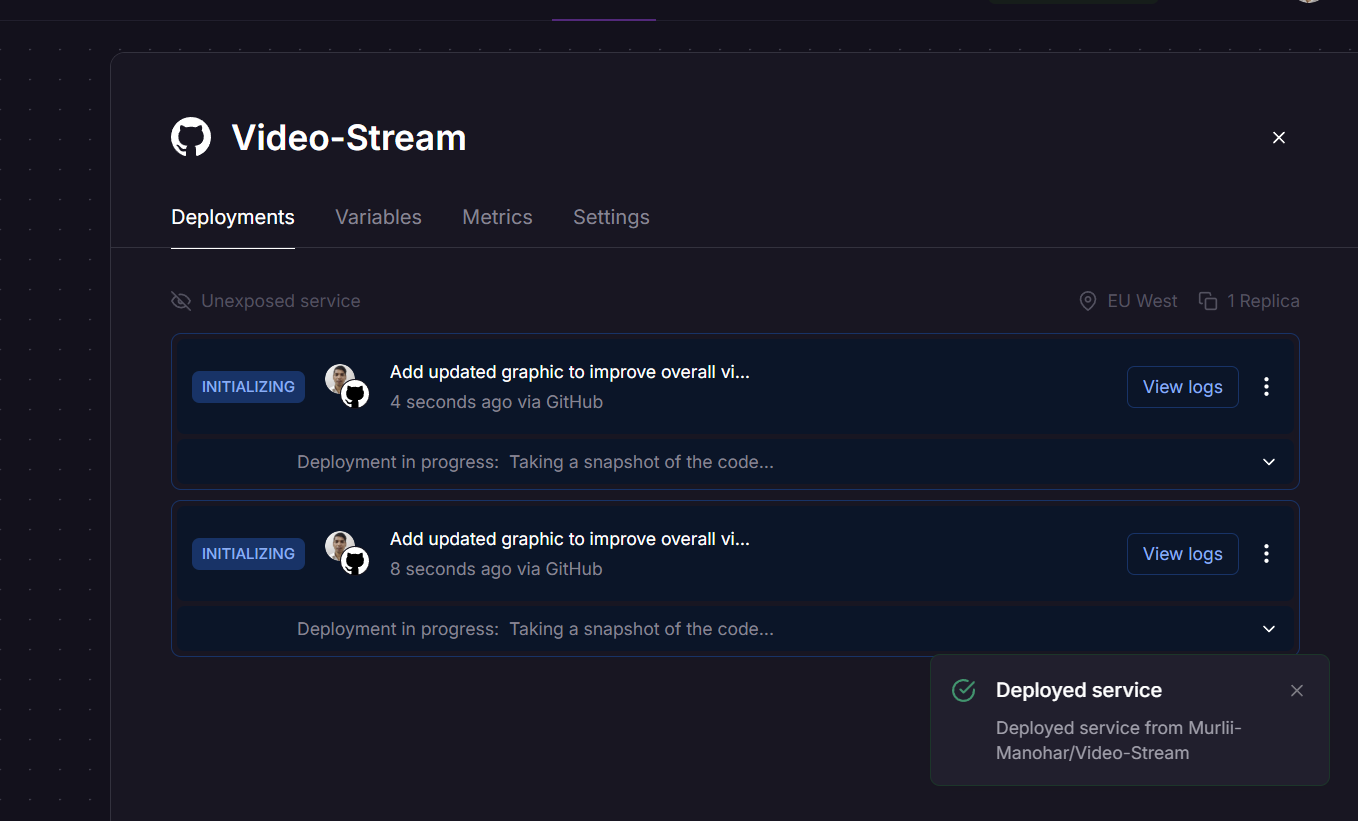 Video-Stream
Deployments Variables Metrics Settings
Unexposed service EU West 1 Replica
INITIALIZING Add updated graphic to improve overall vi... View logs
4 seconds ago via GitHub
Deployment in progress: Taking a snapshot of the code...
INITIALIZING Add updated graphic to improve overall vi... View logs
8 seconds ago via GitHub
Deployment in progress: Taking a snapshot of the code...
Deployed service
Deployed service from Murlii-
Manohar/Video-Stream